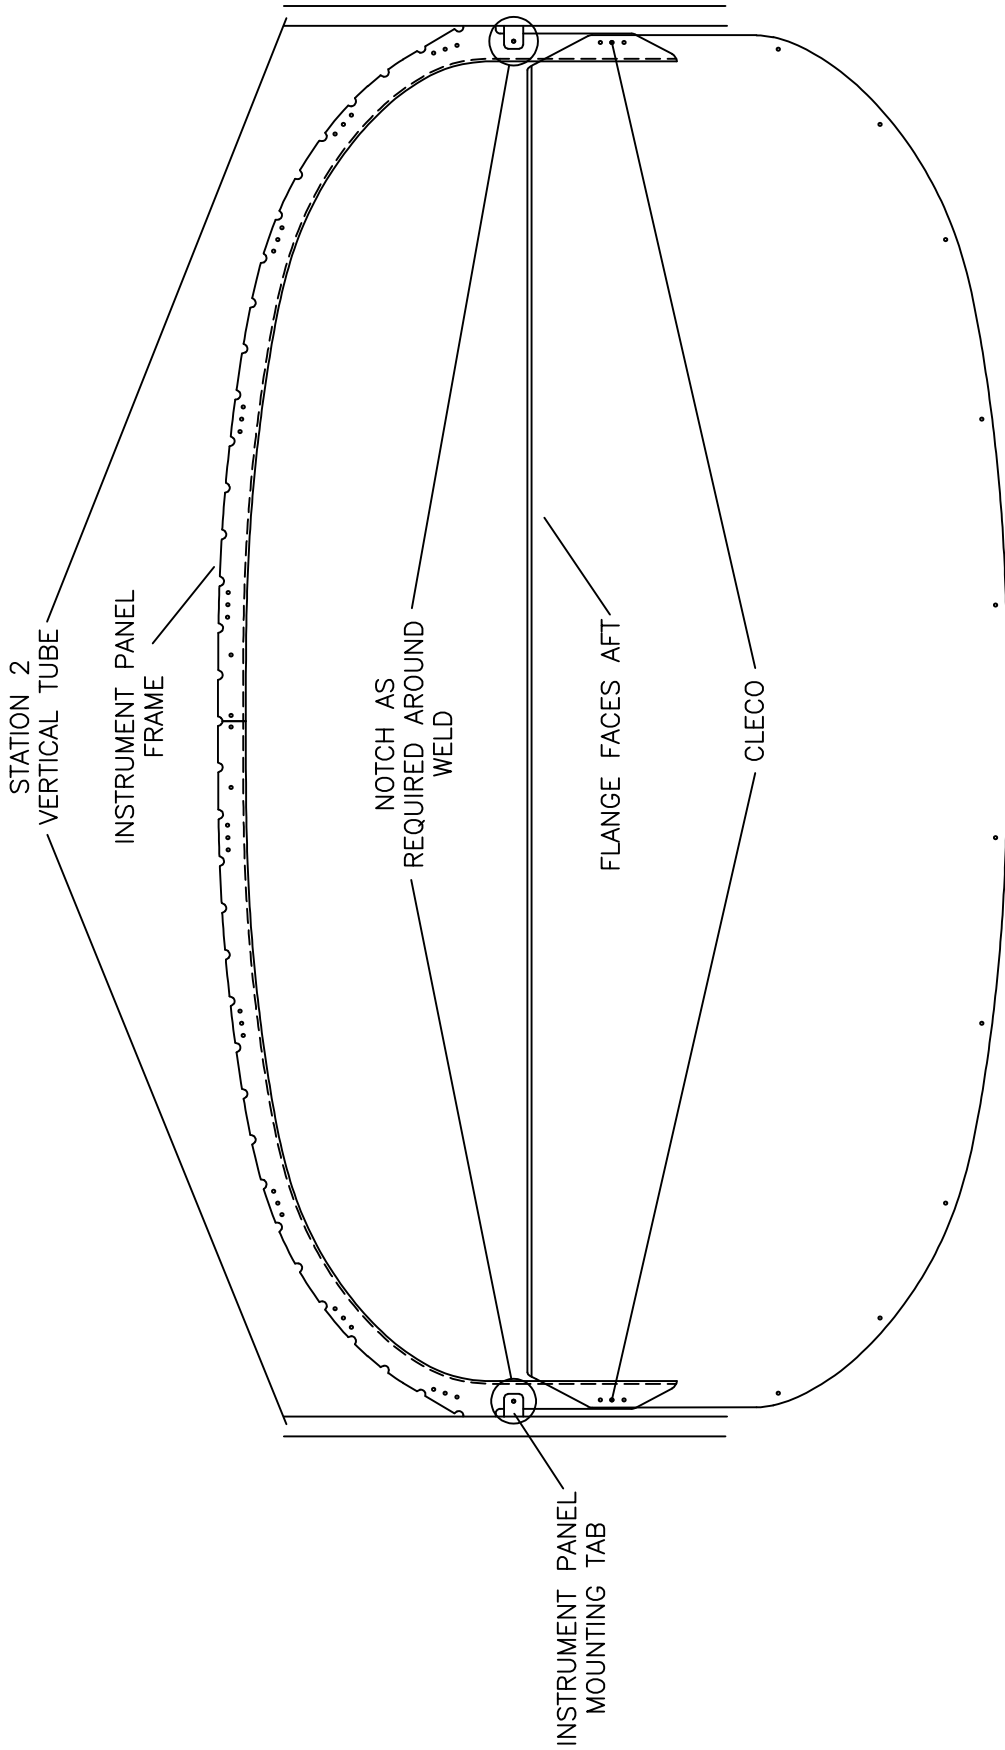 STATION 2
VERTICAL TUBE
INSTRUMENT PANEL
FRAME
NOTCH AS
REQUIRED AROUND
WELD
FLANGE FACES AFT
CLECO
INSTRUMENT PANEL
MOUNTING TAB